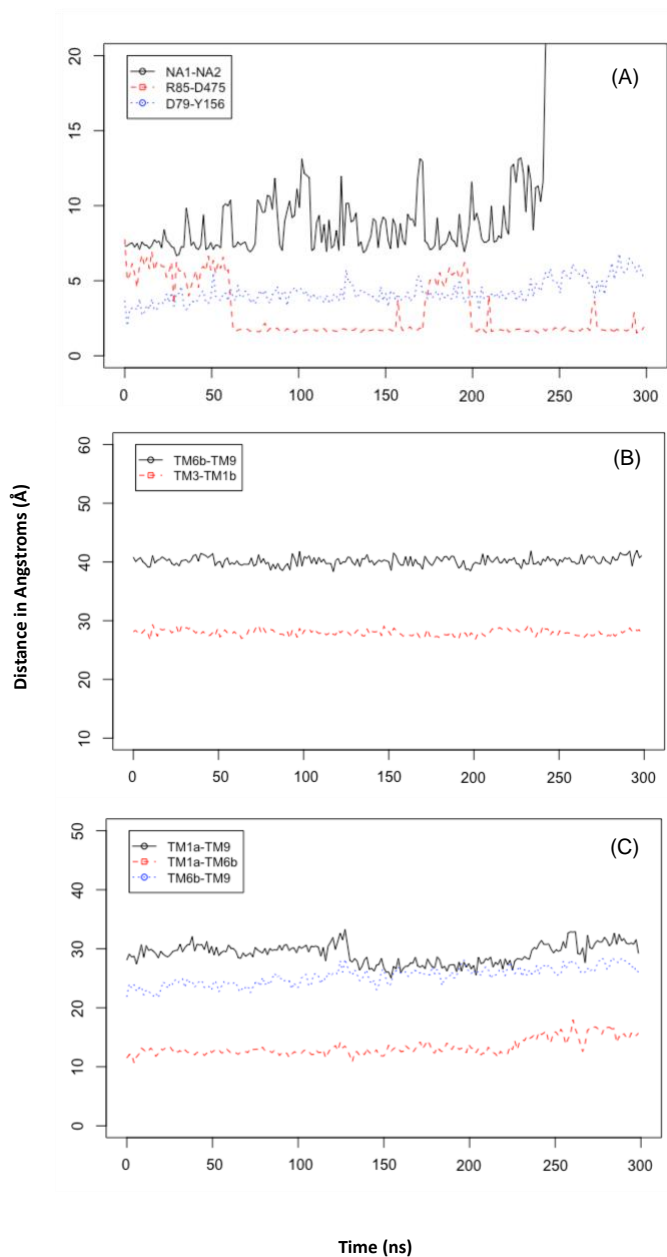 (A)
NA1-NA2
R85-D475
D79-Y156
20
15
10
5
0
0 50 100 150 200 250 300
(B)
TM6b-TM9
TM3-TM1b
60
50
40
30
20
10
0 50 100 150 200 250 300
Distance in Angstroms (Å)
(C)
TM1a-TM9
TM1a-TM6b
TM6b-TM9
50
40
30
20
10
0
0 50 100 150 200 250 300
Time (ns)